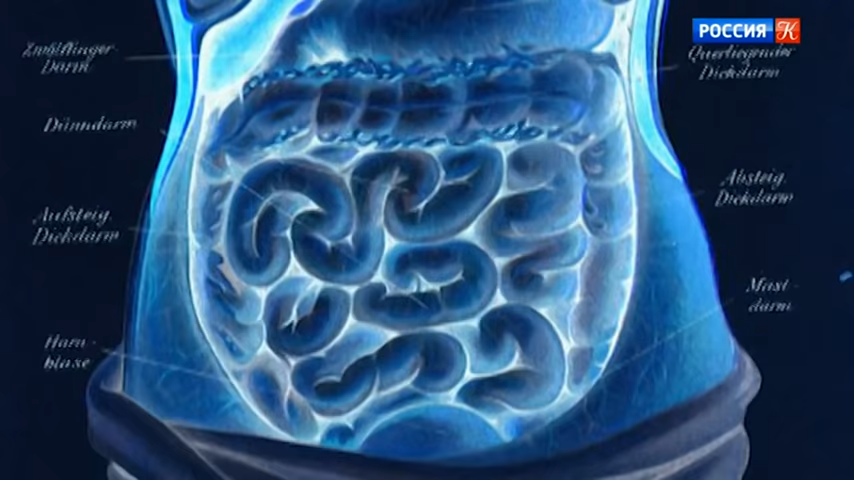 РОССИЯ К
Zwölffinger
Darm
Dünndarm
Aufsteig.
Dickdarm
Harn-
blase
Querliegender
Dickdarm
Absteig.
Dickdarm
Mast-
darm